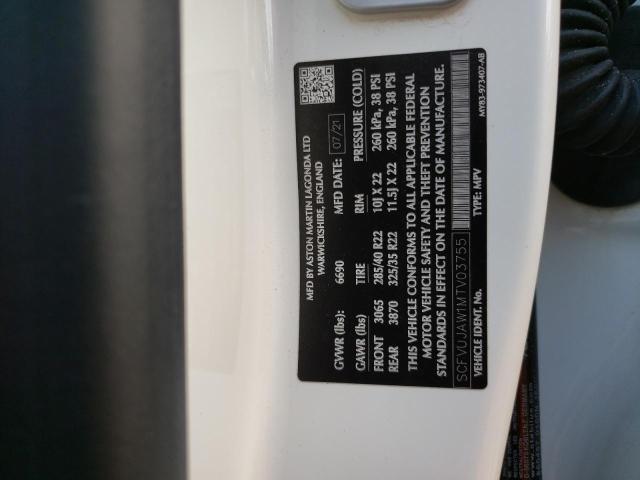 MFD BY ASTON MARTIN LAGONDA LTD
WARWICKSHIRE, ENGLAND
GVWR (lbs): 6690 MFD DATE: 07/21
GAWR (lbs) TIRE RIM PRESSURE (COLD)
FRONT 3065 285/40 R22 10J X 22 260 kPa, 38 PSI
REAR 3870 325/35 R22 11.5J X 22 260 kPa, 38 PSI
THIS VEHICLE CONFORMS TO ALL APPLICABLE FEDERAL
MOTOR VEHICLE SAFETY AND THEFT PREVENTION
STANDARDS IN EFFECT ON THE DATE OF MANUFACTURE.
SCFVUJAW1MTV03755
VEHICLE IDENT. No. TYPE: MPV
MY83-973407-AB